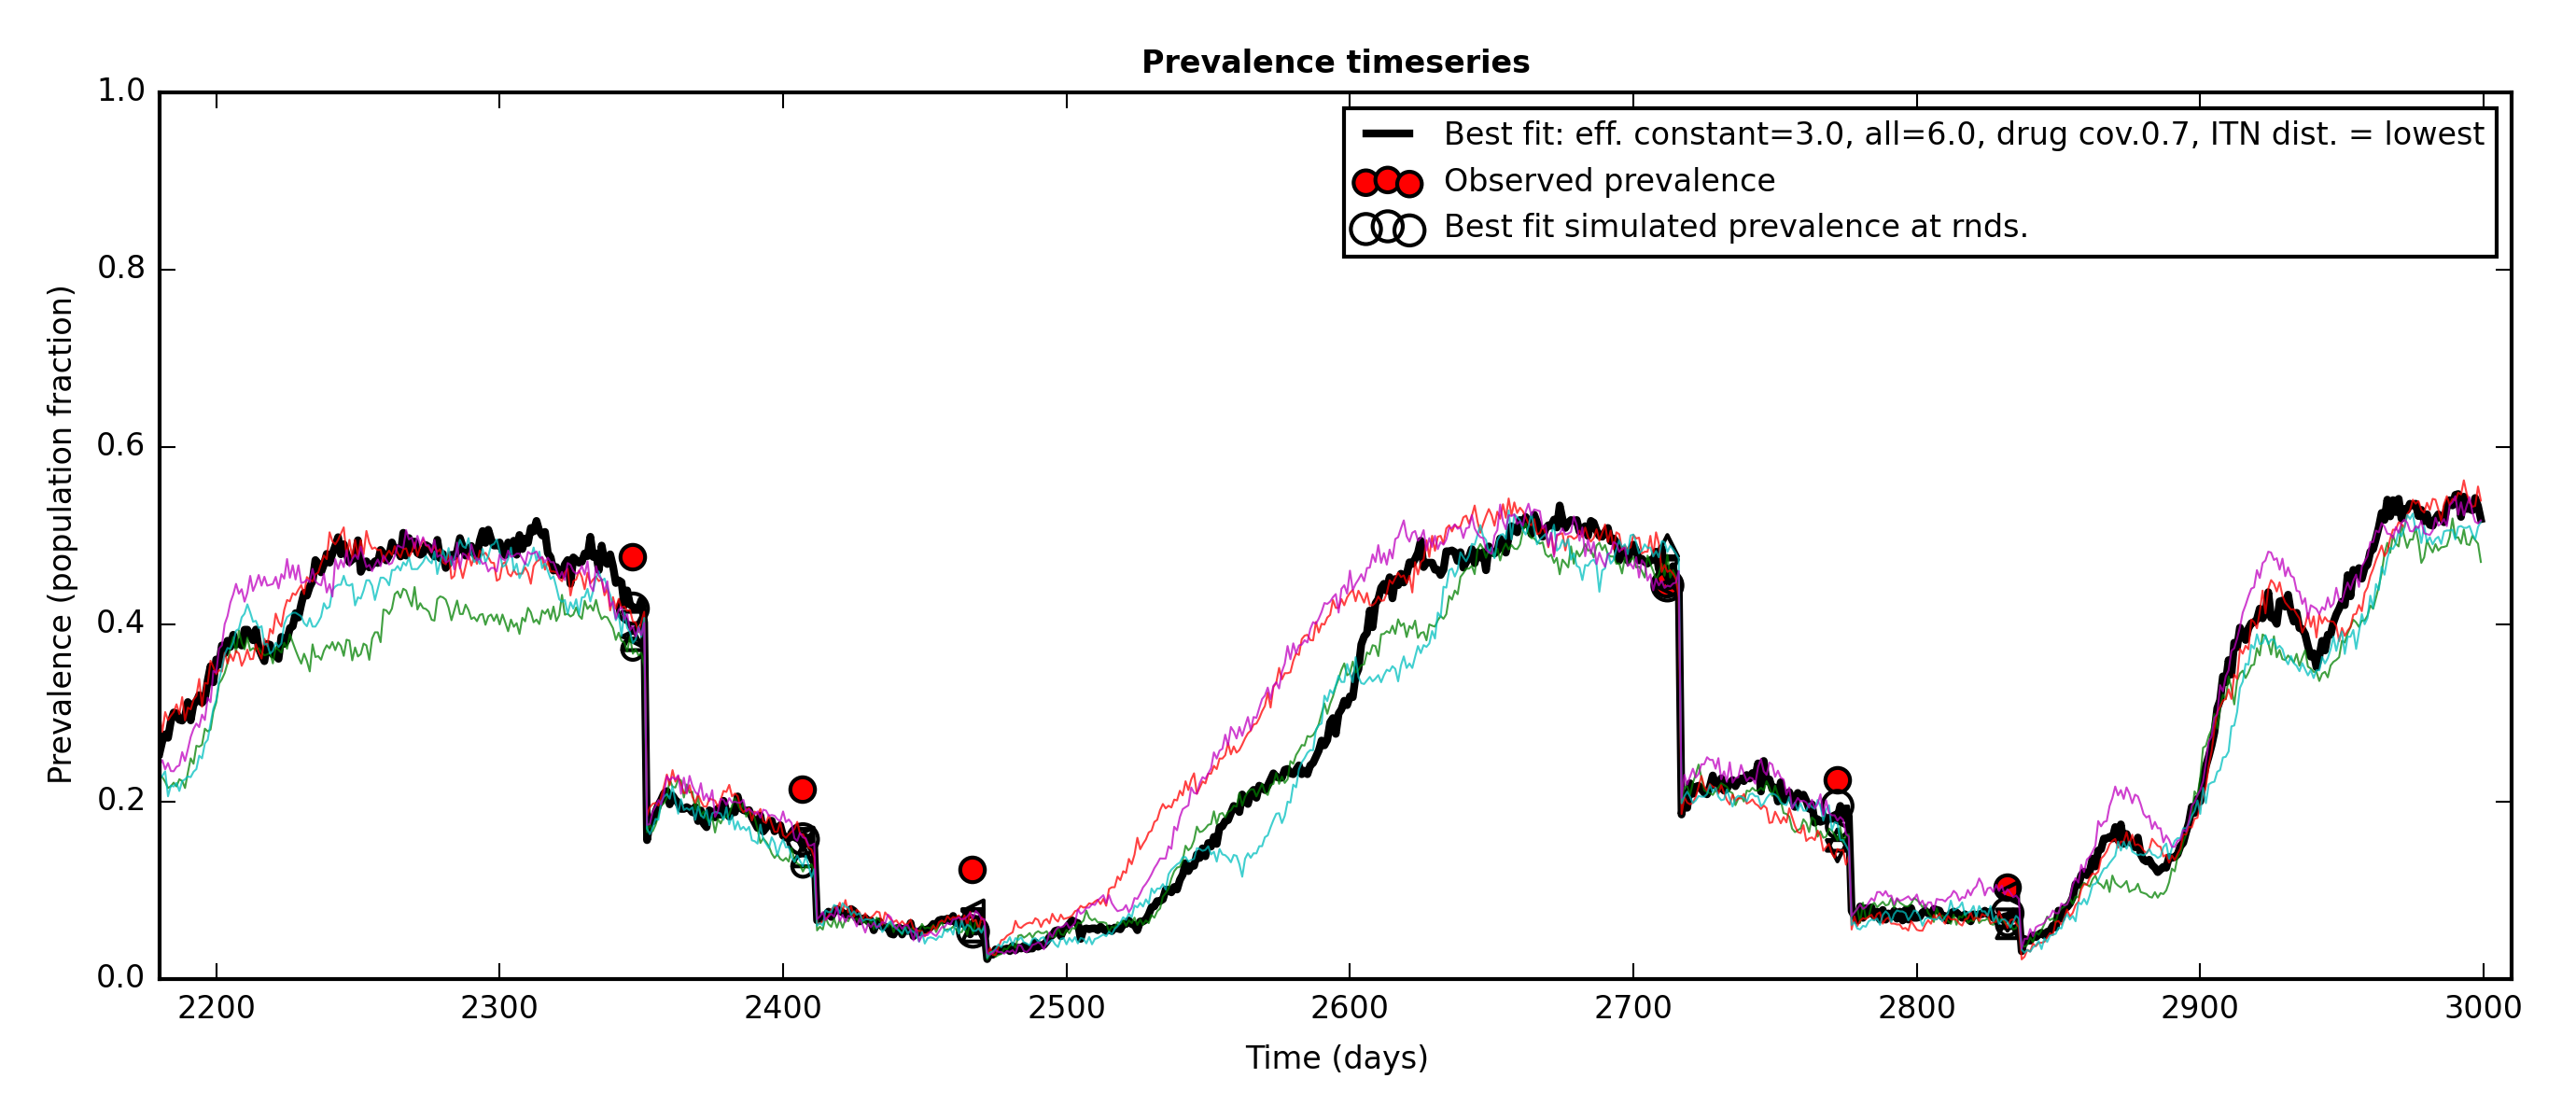 Prevalence timeseries
1.0
0.8
0.6
0.4
0.2
0.0
Prevalence (population fraction)
Best fit: eff. constant=3.0, all=6.0, drug cov.0.7, ITN dist. = lowest
Observed prevalence
Best fit simulated prevalence at rnds.
2200 2300 2400 2500 2600 2700 2800 2900 3000
Time (days)